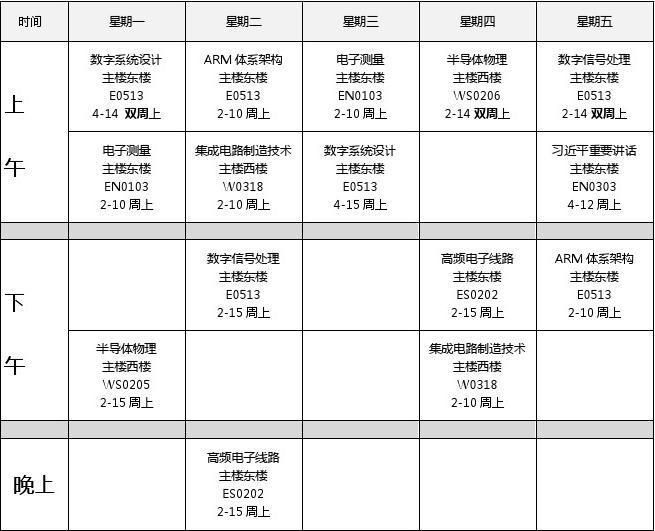 时间 星期一 星期二 星期三 星期四 星期五
上午
数字系统设计
主楼东楼
E0513
4-14 双周上
ARM 体系架构
主楼东楼
E0513
2-10 周上
电子测量
主楼东楼
EN0103
2-10 周上
半导体物理
主楼西楼
WS0206
2-14 双周上
数字信号处理
主楼东楼
E0513
2-14 双周上
电子测量
主楼东楼
EN0103
2-10 周上
集成电路制造技术
主楼西楼
W0318
2-10 周上
数字系统设计
主楼东楼
E0513
4-15 周上
习近平重要讲话
主楼东楼
EN0303
4-12 周上
下午
数字信号处理
主楼东楼
E0513
2-15 周上
高频电子线路
主楼东楼
ES0202
2-15 周上
ARM 体系架构
主楼东楼
E0513
2-10 周上
半导体物理
主楼西楼
WS0205
2-15 周上
集成电路制造技术
主楼西楼
W0318
2-10 周上
晚上
高频电子线路
主楼东楼
ES0202
2-15 周上